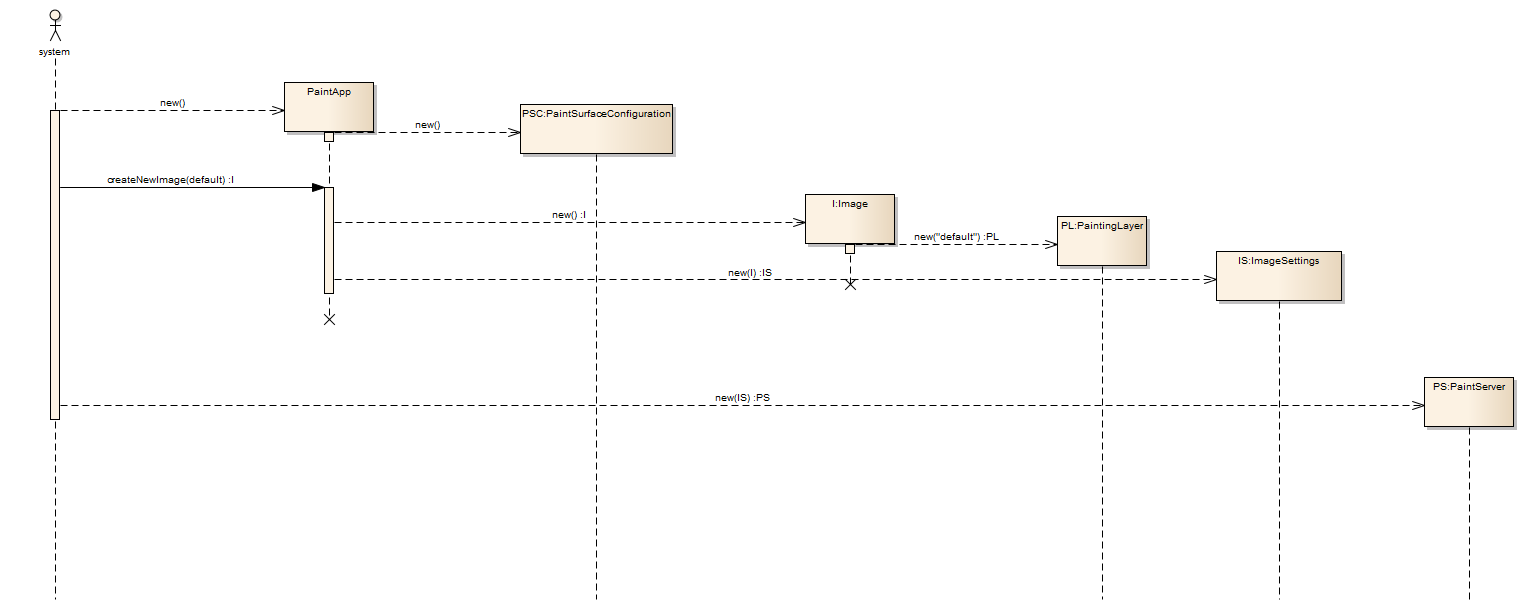 system
PaintApp
new()
PSC:PaintSurfaceConfiguration
new()
createNewImage(default) :I
I:Image
new() :I
PL:PaintingLayer
new("default") :PL
IS:ImageSettings
new(I) :IS
PS:PaintServer
new(IS) :PS